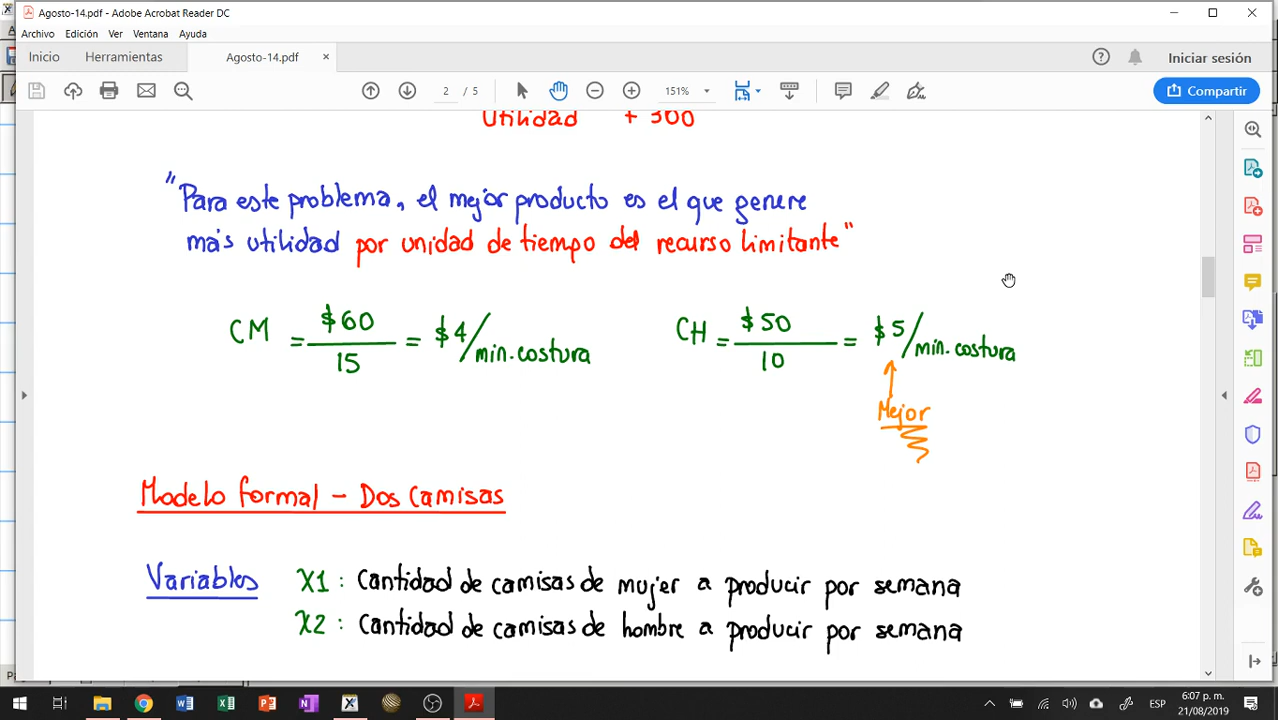 Agosto-14.pdf - Adobe Acrobat Reader DC
Archivo Edición Ver Ventana Ayuda
Inicio Herramientas Agosto-14.pdf × Iniciar sesión
2 / 5 151% Compartir
Utilidad + 300
"Para este problema, el mejor producto es el que genere
más utilidad por unidad de tiempo del recurso limitante"
CM = $60 / 15 = $4/min.costura
CH = $50 / 10 = $5/min.costura
Mejor
Modelo formal - Dos Camisas
Variables X1 : Cantidad de camisas de mujer a producir por semana
X2 : Cantidad de camisas de hombre a producir por semana
ESP 6:07 p. m.
21/08/2019